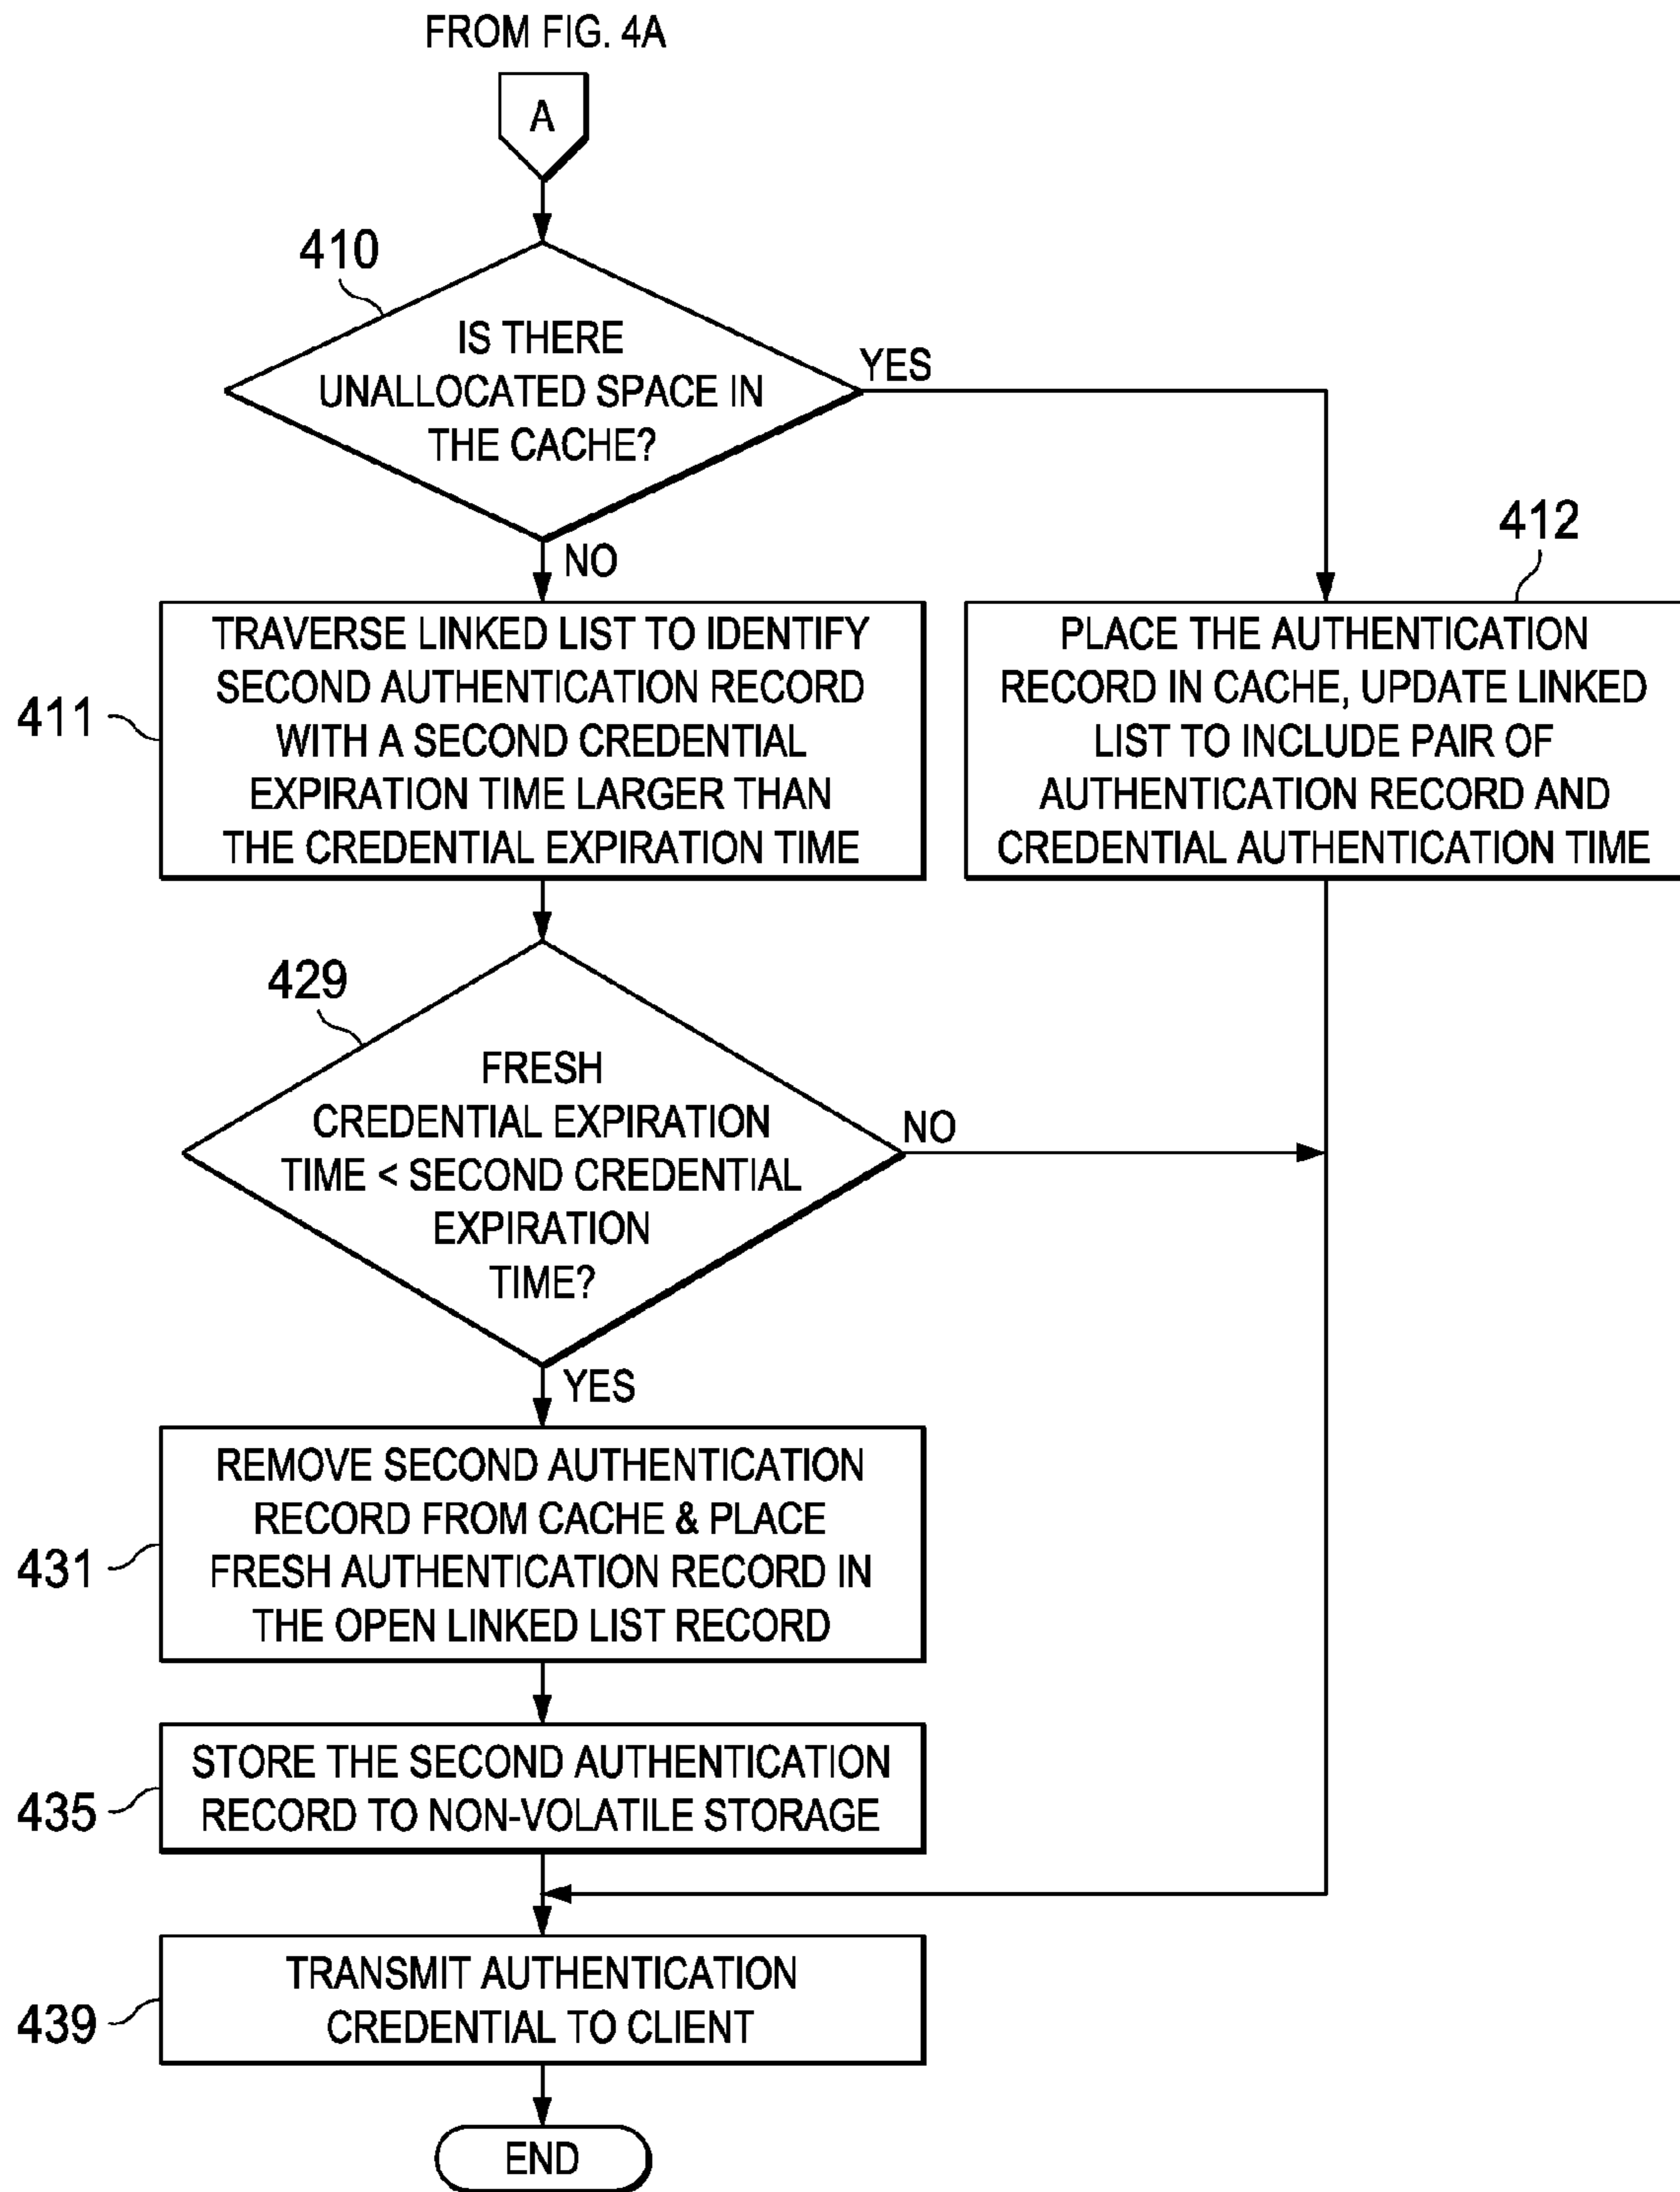 FROM FIG. 4A
A
410
IS THERE
UNALLOCATED SPACE IN
THE CACHE?
YES
NO
412
411
TRAVERSE LINKED LIST TO IDENTIFY
SECOND AUTHENTICATION RECORD
WITH A SECOND CREDENTIAL
EXPIRATION TIME LARGER THAN
THE CREDENTIAL EXPIRATION TIME
PLACE THE AUTHENTICATION
RECORD IN CACHE, UPDATE LINKED
LIST TO INCLUDE PAIR OF
AUTHENTICATION RECORD AND
CREDENTIAL AUTHENTICATION TIME
429
FRESH
CREDENTIAL EXPIRATION
TIME < SECOND CREDENTIAL
EXPIRATION
TIME?
NO
YES
431
REMOVE SECOND AUTHENTICATION
RECORD FROM CACHE & PLACE
FRESH AUTHENTICATION RECORD IN
THE OPEN LINKED LIST RECORD
435
STORE THE SECOND AUTHENTICATION
RECORD TO NON-VOLATILE STORAGE
439
TRANSMIT AUTHENTICATION
CREDENTIAL TO CLIENT
END